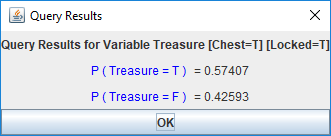 Query Results
Query Results for Variable Treasure [Chest=T] [Locked=T]
P ( Treasure = T ) = 0.57407
P ( Treasure = F ) = 0.42593
OK